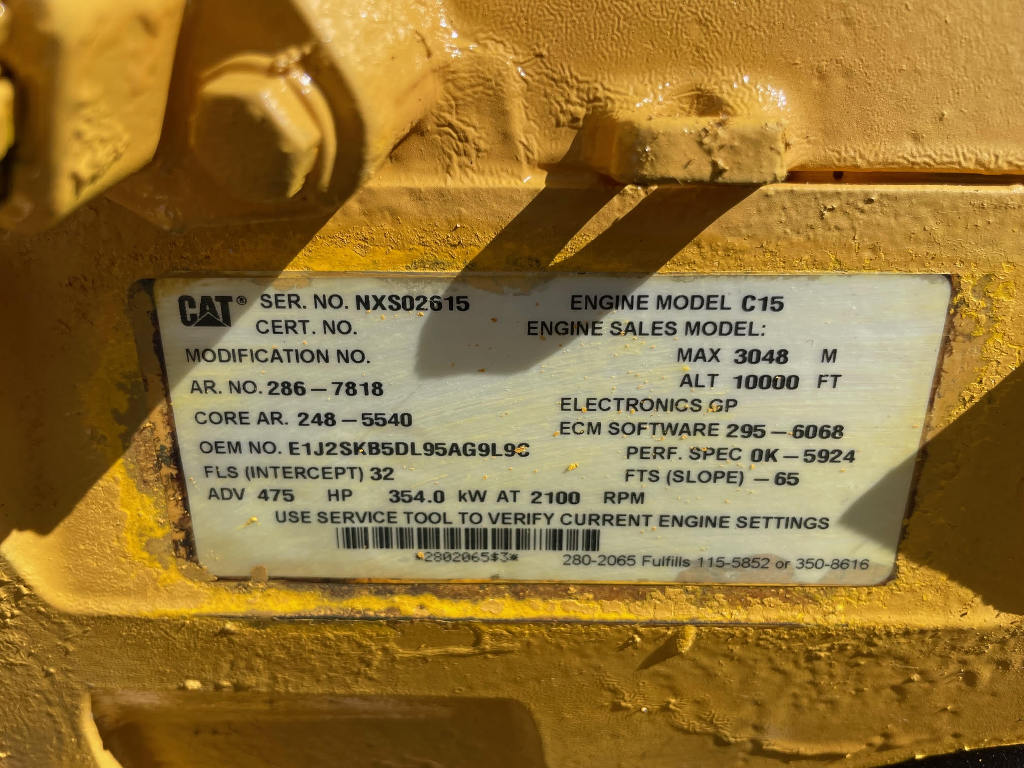 CAT® SER. NO. NXS02615 ENGINE MODEL C15
CERT. NO. ENGINE SALES MODEL:
MODIFICATION NO. MAX 3048 M
AR. NO. 286-7818 ALT 10000 FT
CORE AR. 248-5540 ELECTRONICS GP
OEM NO. ECM SOFTWARE 295-6068
FLS (INTERCEPT) 32 PERF. SPEC 0K-5924
FTS (SLOPE) -65
ADV 475 HP 354.0 kW AT 2100 RPM
USE SERVICE TOOL TO VERIFY CURRENT ENGINE SETTINGS
*2802065$3* 280-2065 Fulfills 115-5852 or 350-8616